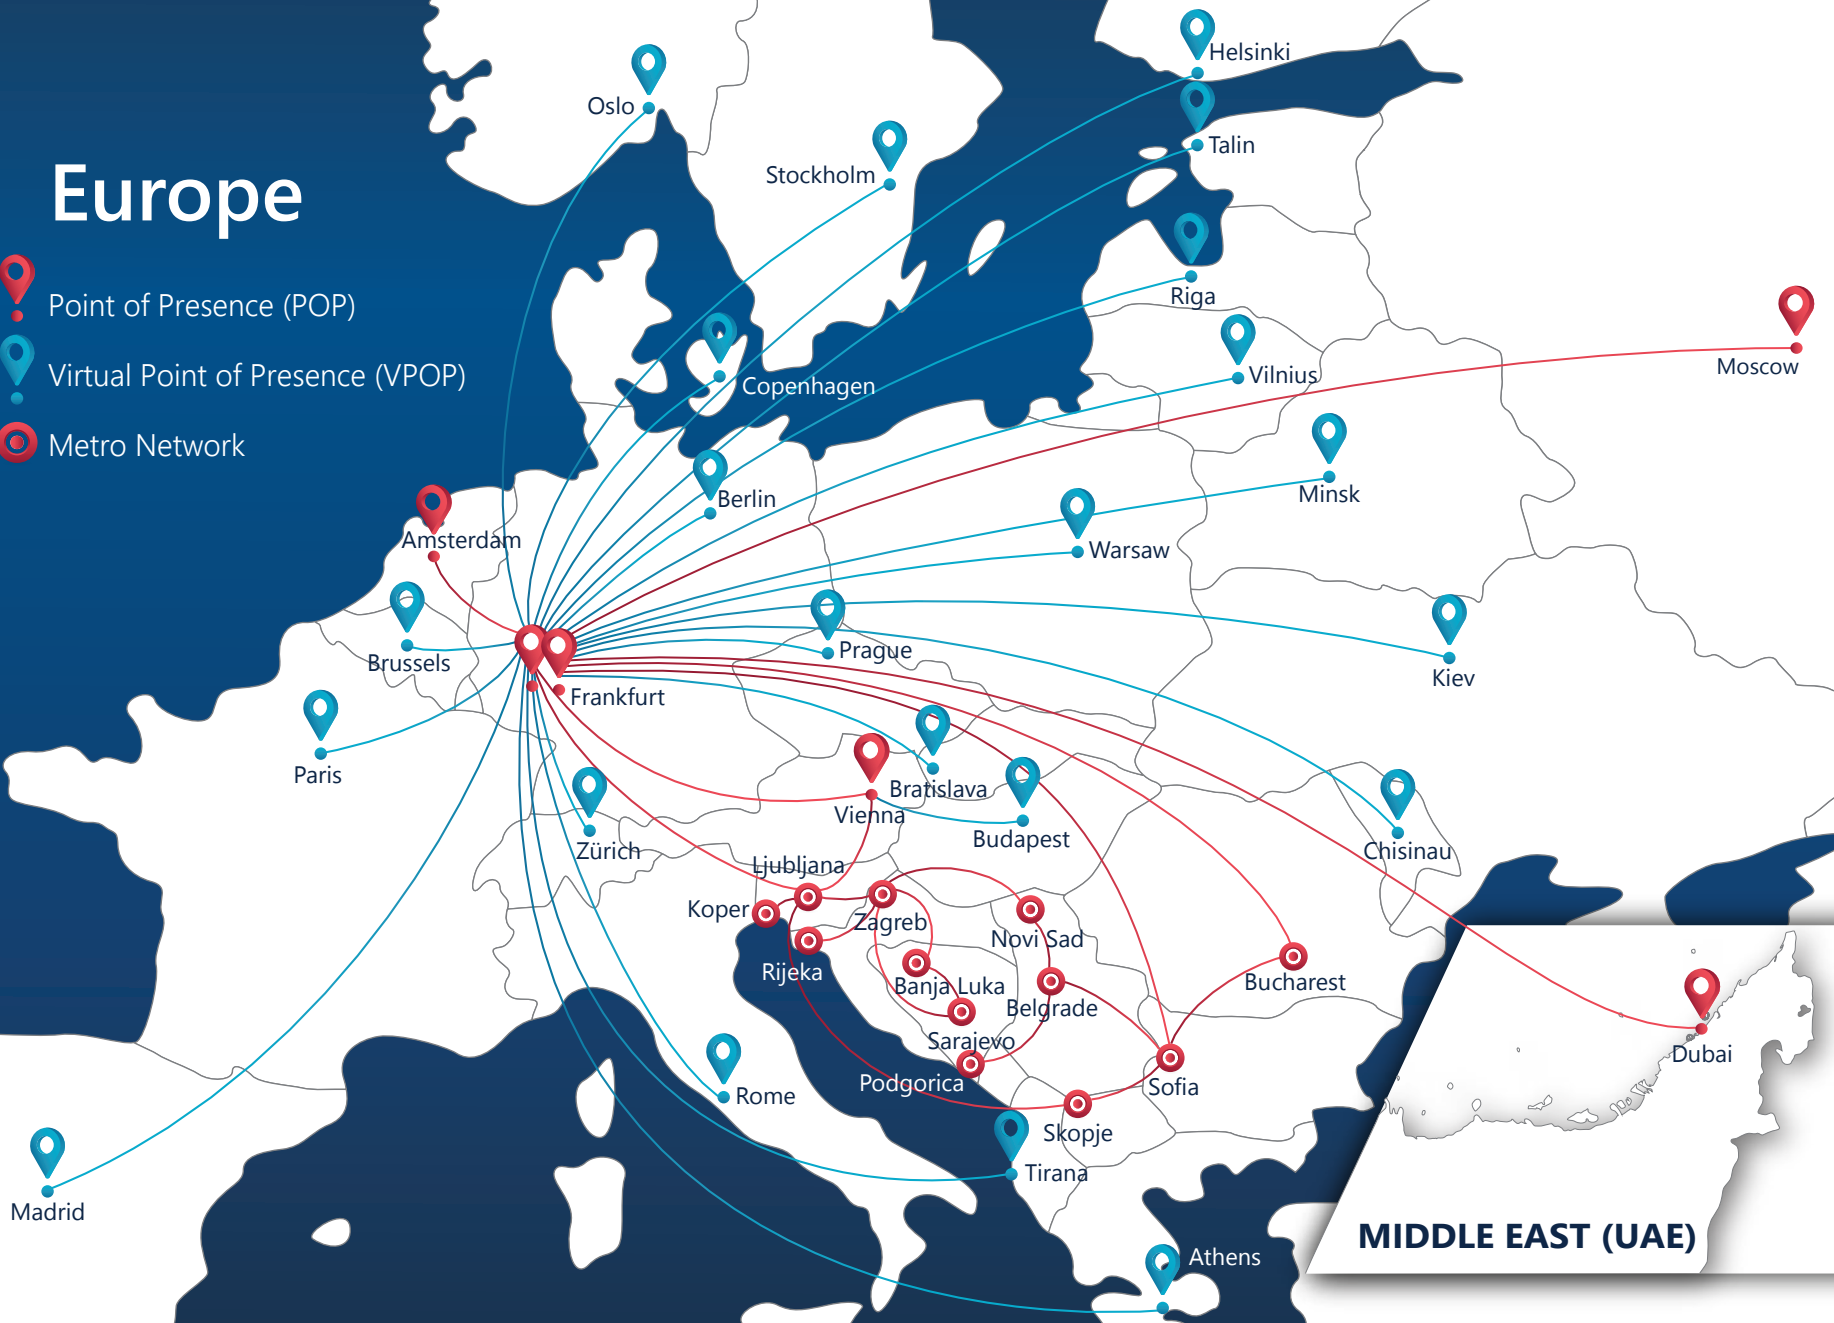 Europe
Point of Presence (POP)
Virtual Point of Presence (VPOP)
Metro Network
Helsinki
Oslo
Talin
Stockholm
Riga
Moscow
Vilnius
Copenhagen
Minsk
Berlin
Amsterdam
Warsaw
Prague
Brussels
Kiev
Frankfurt
Paris
Bratislava
Vienna
Budapest
Zürich
Chisinau
Ljubljana
Koper
Zagreb
Novi Sad
Rijeka
Banja Luka
Bucharest
Belgrade
Sarajevo
Dubai
Podgorica
Sofia
Rome
Skopje
Tirana
Madrid
MIDDLE EAST (UAE)
Athens